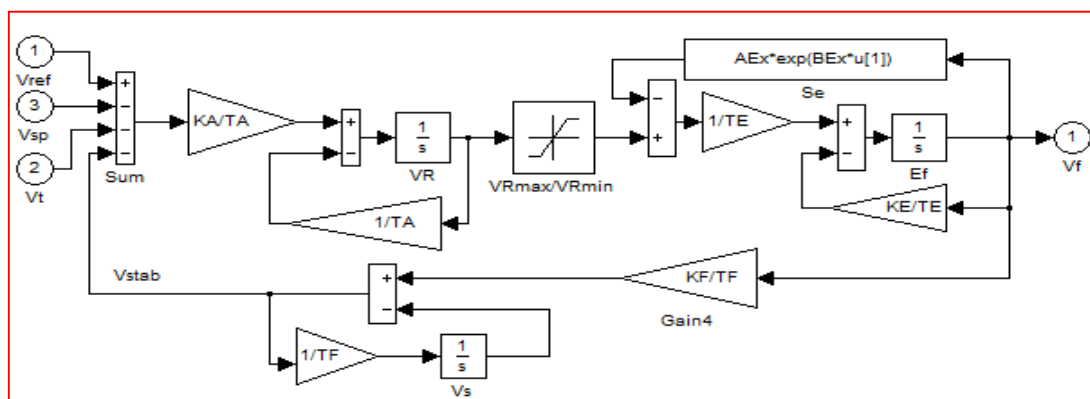 1
Vref
3
Vsp
2
Vt
+
−
−
−
Sum
KA/TA
+
−
1
s
VR
1/TA
VRmax/VRmin
AEx*exp(BEx*u[1])
Se
−
+
1/TE
+
−
1
s
Ef
KE/TE
1
Vf
Vstab
+
−
KF/TF
Gain4
1/TF
1
s
Vs